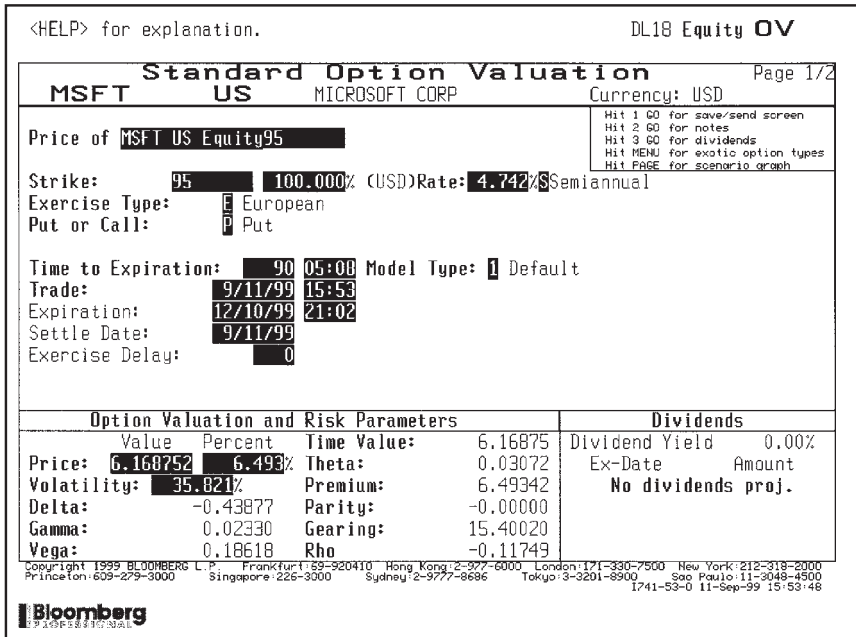 <HELP> for explanation. DL18 Equity OV
Standard Option Valuation Page 1/2
MSFT US MICROSOFT CORP Currency: USD
Hit 1 GO for save/send screen
Hit 2 GO for notes
Hit 3 GO for dividends
Hit MENU for exotic option types
Hit PAGE for scenario graph
Price of MSFT US Equity95
Strike: 95 100.000% (USD)Rate: 4.742%SSemiannual
Exercise Type: E European
Put or Call: P Put
Time to Expiration: 90 05:08 Model Type: 1 Default
Trade: 9/11/99 15:53
Expiration: 12/10/99 21:02
Settle Date: 9/11/99
Exercise Delay: 0
Option Valuation and Risk Parameters Dividends
Value Percent Time Value: 6.16875 Dividend Yield 0.00%
Price: 6.168752 6.493% Theta: 0.03072 Ex-Date Amount
Volatility: 35.821% Premium: 6.49342 No dividends proj.
Delta: -0.43877 Parity: -0.00000
Gamma: 0.02330 Gearing: 15.40020
Vega: 0.18618 Rho -0.11749
Copyright 1999 BLOOMBERG L.P. Frankfurt:69-920410 Hong Kong:2-977-6000 London:171-330-7500 New York:212-318-2000
Princeton:609-279-3000 Singapore:226-3000 Sydney:2-9777-8686 Tokyo:3-3201-8900 Sao Paulo:11-3048-4500
I741-53-0 11-Sep-99 15:53:48
Bloomberg
PROFESSIONAL